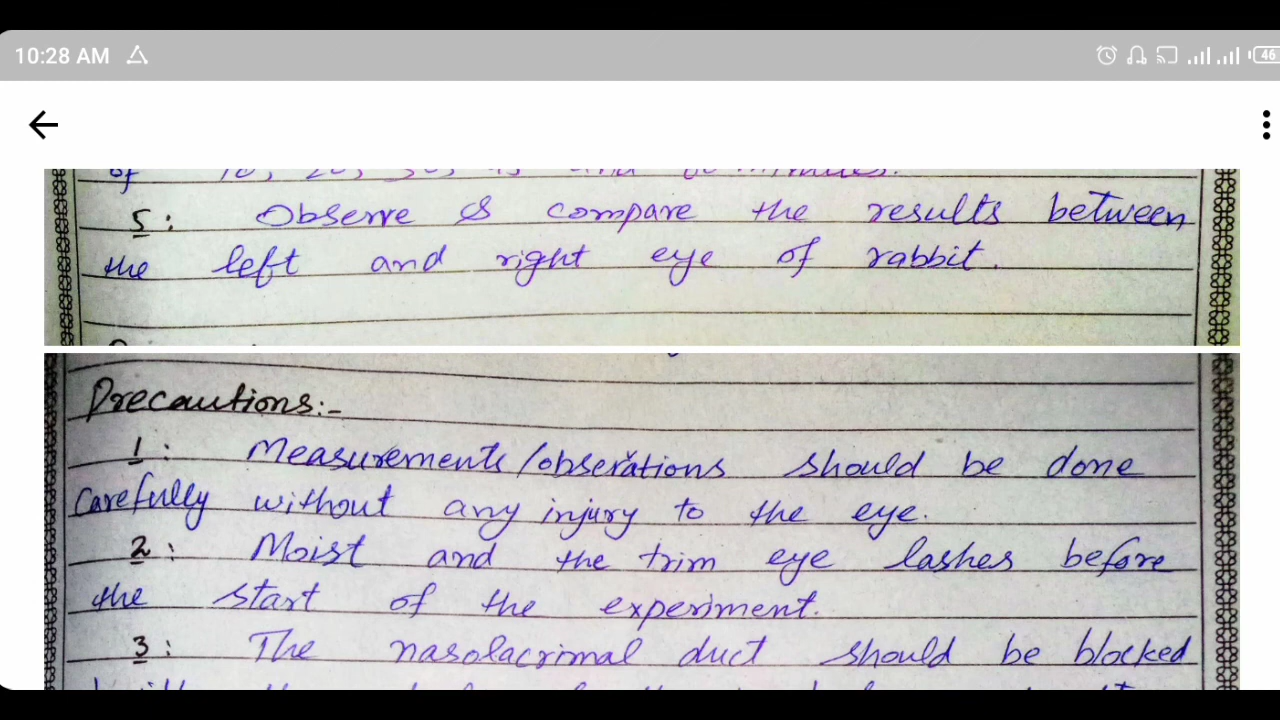 10:28 AM
46
5: Observe & compare the results between
the left and right eye of rabbit.
Precautions:-
1: Measurements/obserations should be done
Carefully without any injury to the eye.
2: Moist and the trim eye lashes before
the start of the experiment.
3: The nasolacrimal duct should be blocked